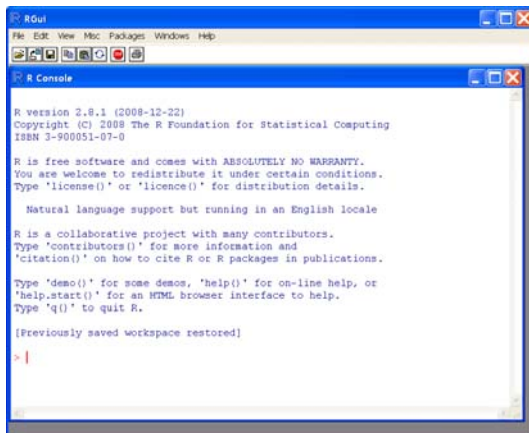 RGui
File Edit View Misc Packages Windows Help
R Console
R version 2.8.1 (2008-12-22)
Copyright (C) 2008 The R Foundation for Statistical Computing
ISBN 3-900051-07-0
R is free software and comes with ABSOLUTELY NO WARRANTY.
You are welcome to redistribute it under certain conditions.
Type 'license()' or 'licence()' for distribution details.
Natural language support but running in an English locale
R is a collaborative project with many contributors.
Type 'contributors()' for more information and
'citation()' on how to cite R or R packages in publications.
Type 'demo()' for some demos, 'help()' for on-line help, or
'help.start()' for an HTML browser interface to help.
Type 'q()' to quit R.
[Previously saved workspace restored]
>